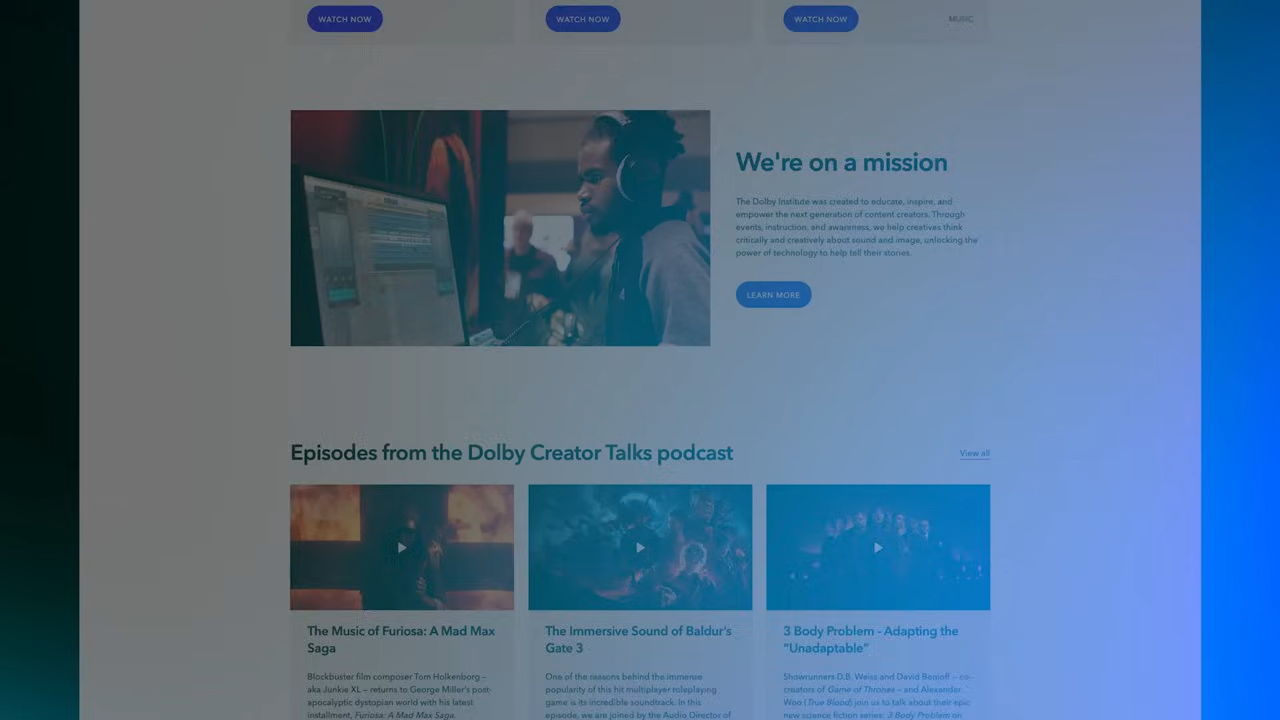 WATCH NOW
WATCH NOW
WATCH NOW
MUSIC
We're on a mission
The Dolby Institute was created to educate, inspire, and
empower the next generation of content creators. Through
events, instruction, and awareness, we help creatives think
critically and creatively about sound and image, unlocking the
power of technology to help tell their stories.
LEARN MORE
Episodes from the Dolby Creator Talks podcast
View all
The Music of Furiosa: A Mad Max
Saga
Blockbuster film composer Tom Holkenborg –
aka Junkie XL – returns to George Miller's post-
apocalyptic dystopian world with his latest
installment, Furiosa: A Mad Max Saga.
The Immersive Sound of Baldur's
Gate 3
One of the reasons behind the immense
popularity of this hit multiplayer roleplaying
game is its incredible soundtrack. In this
episode, we are joined by the Audio Director of
3 Body Problem - Adapting the
"Unadaptable"
Showrunners D.B. Weiss and David Benioff – co-
creators of Game of Thrones – and Alexander
Woo (True Blood) join us to talk about their epic
new science fiction series: 3 Body Problem on